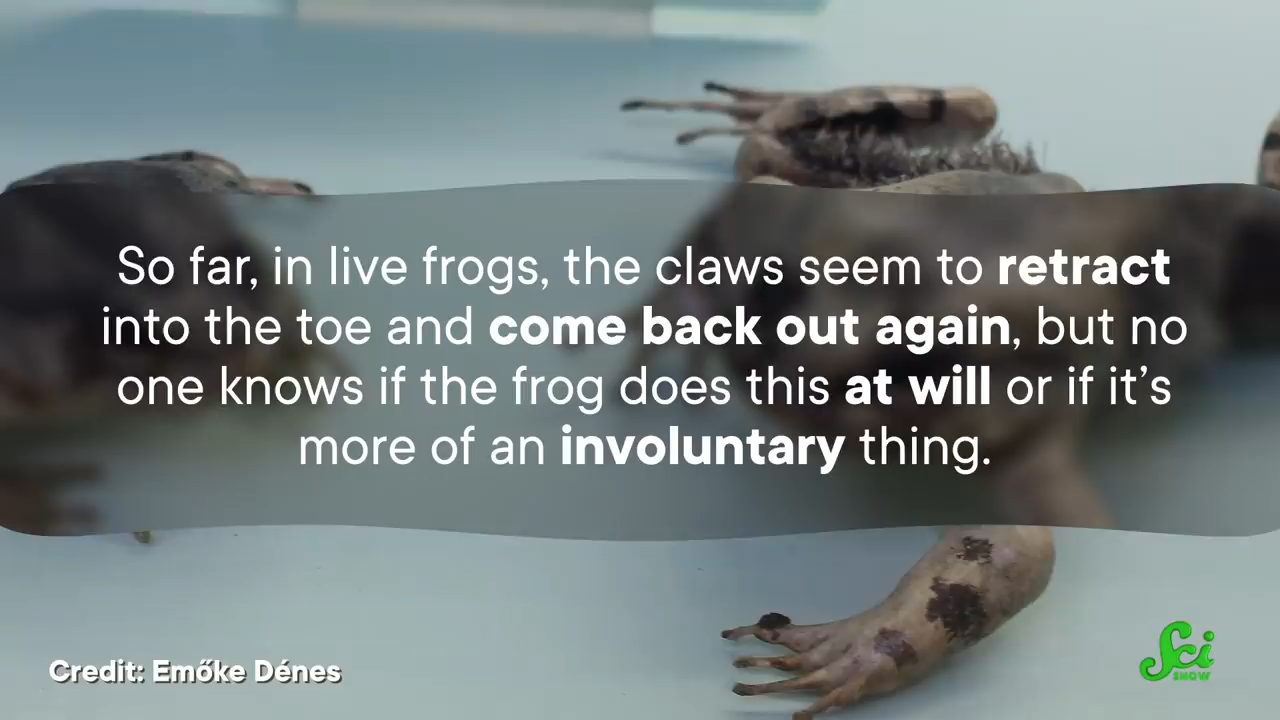 So far, in live frogs, the claws seem to retract
into the toe and come back out again, but no
one knows if the frog does this at will or if it’s
more of an involuntary thing.
Credit: Emőke Dénes
Sci
SHOW